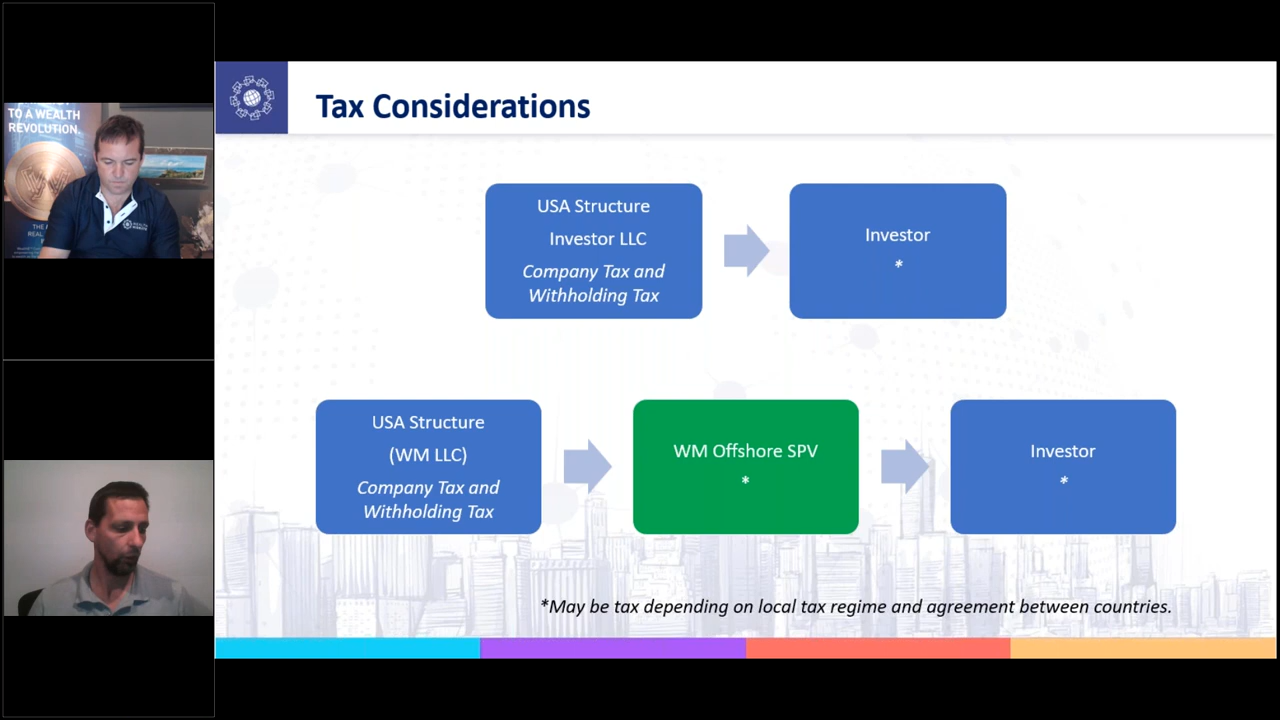 TO A WEALTH
REVOLUTION.
Tax Considerations
USA Structure
Investor LLC
Company Tax and
Withholding Tax
Investor
*
USA Structure
(WM LLC)
Company Tax and
Withholding Tax
WM Offshore SPV
*
Investor
*
*May be tax depending on local tax regime and agreement between countries.